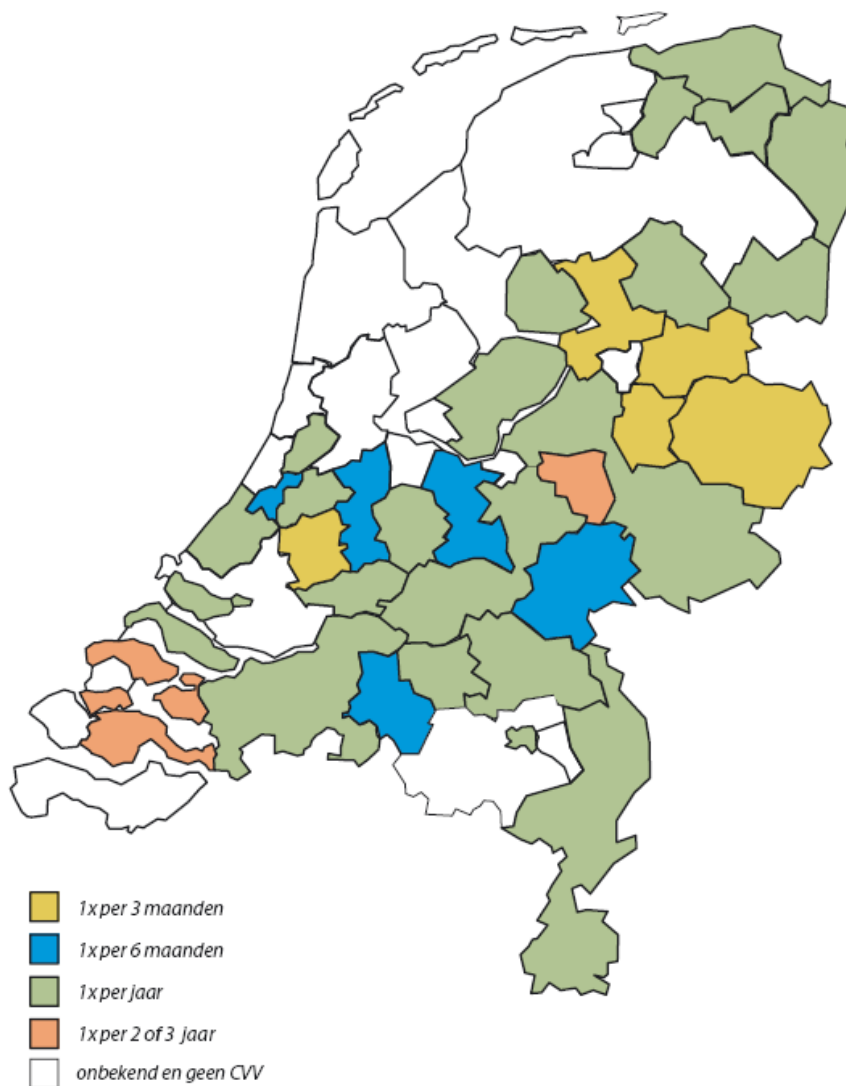 1x per 3 maanden
1x per 6 maanden
1x per jaar
1x per 2 of 3 jaar
onbekend en geen CVV